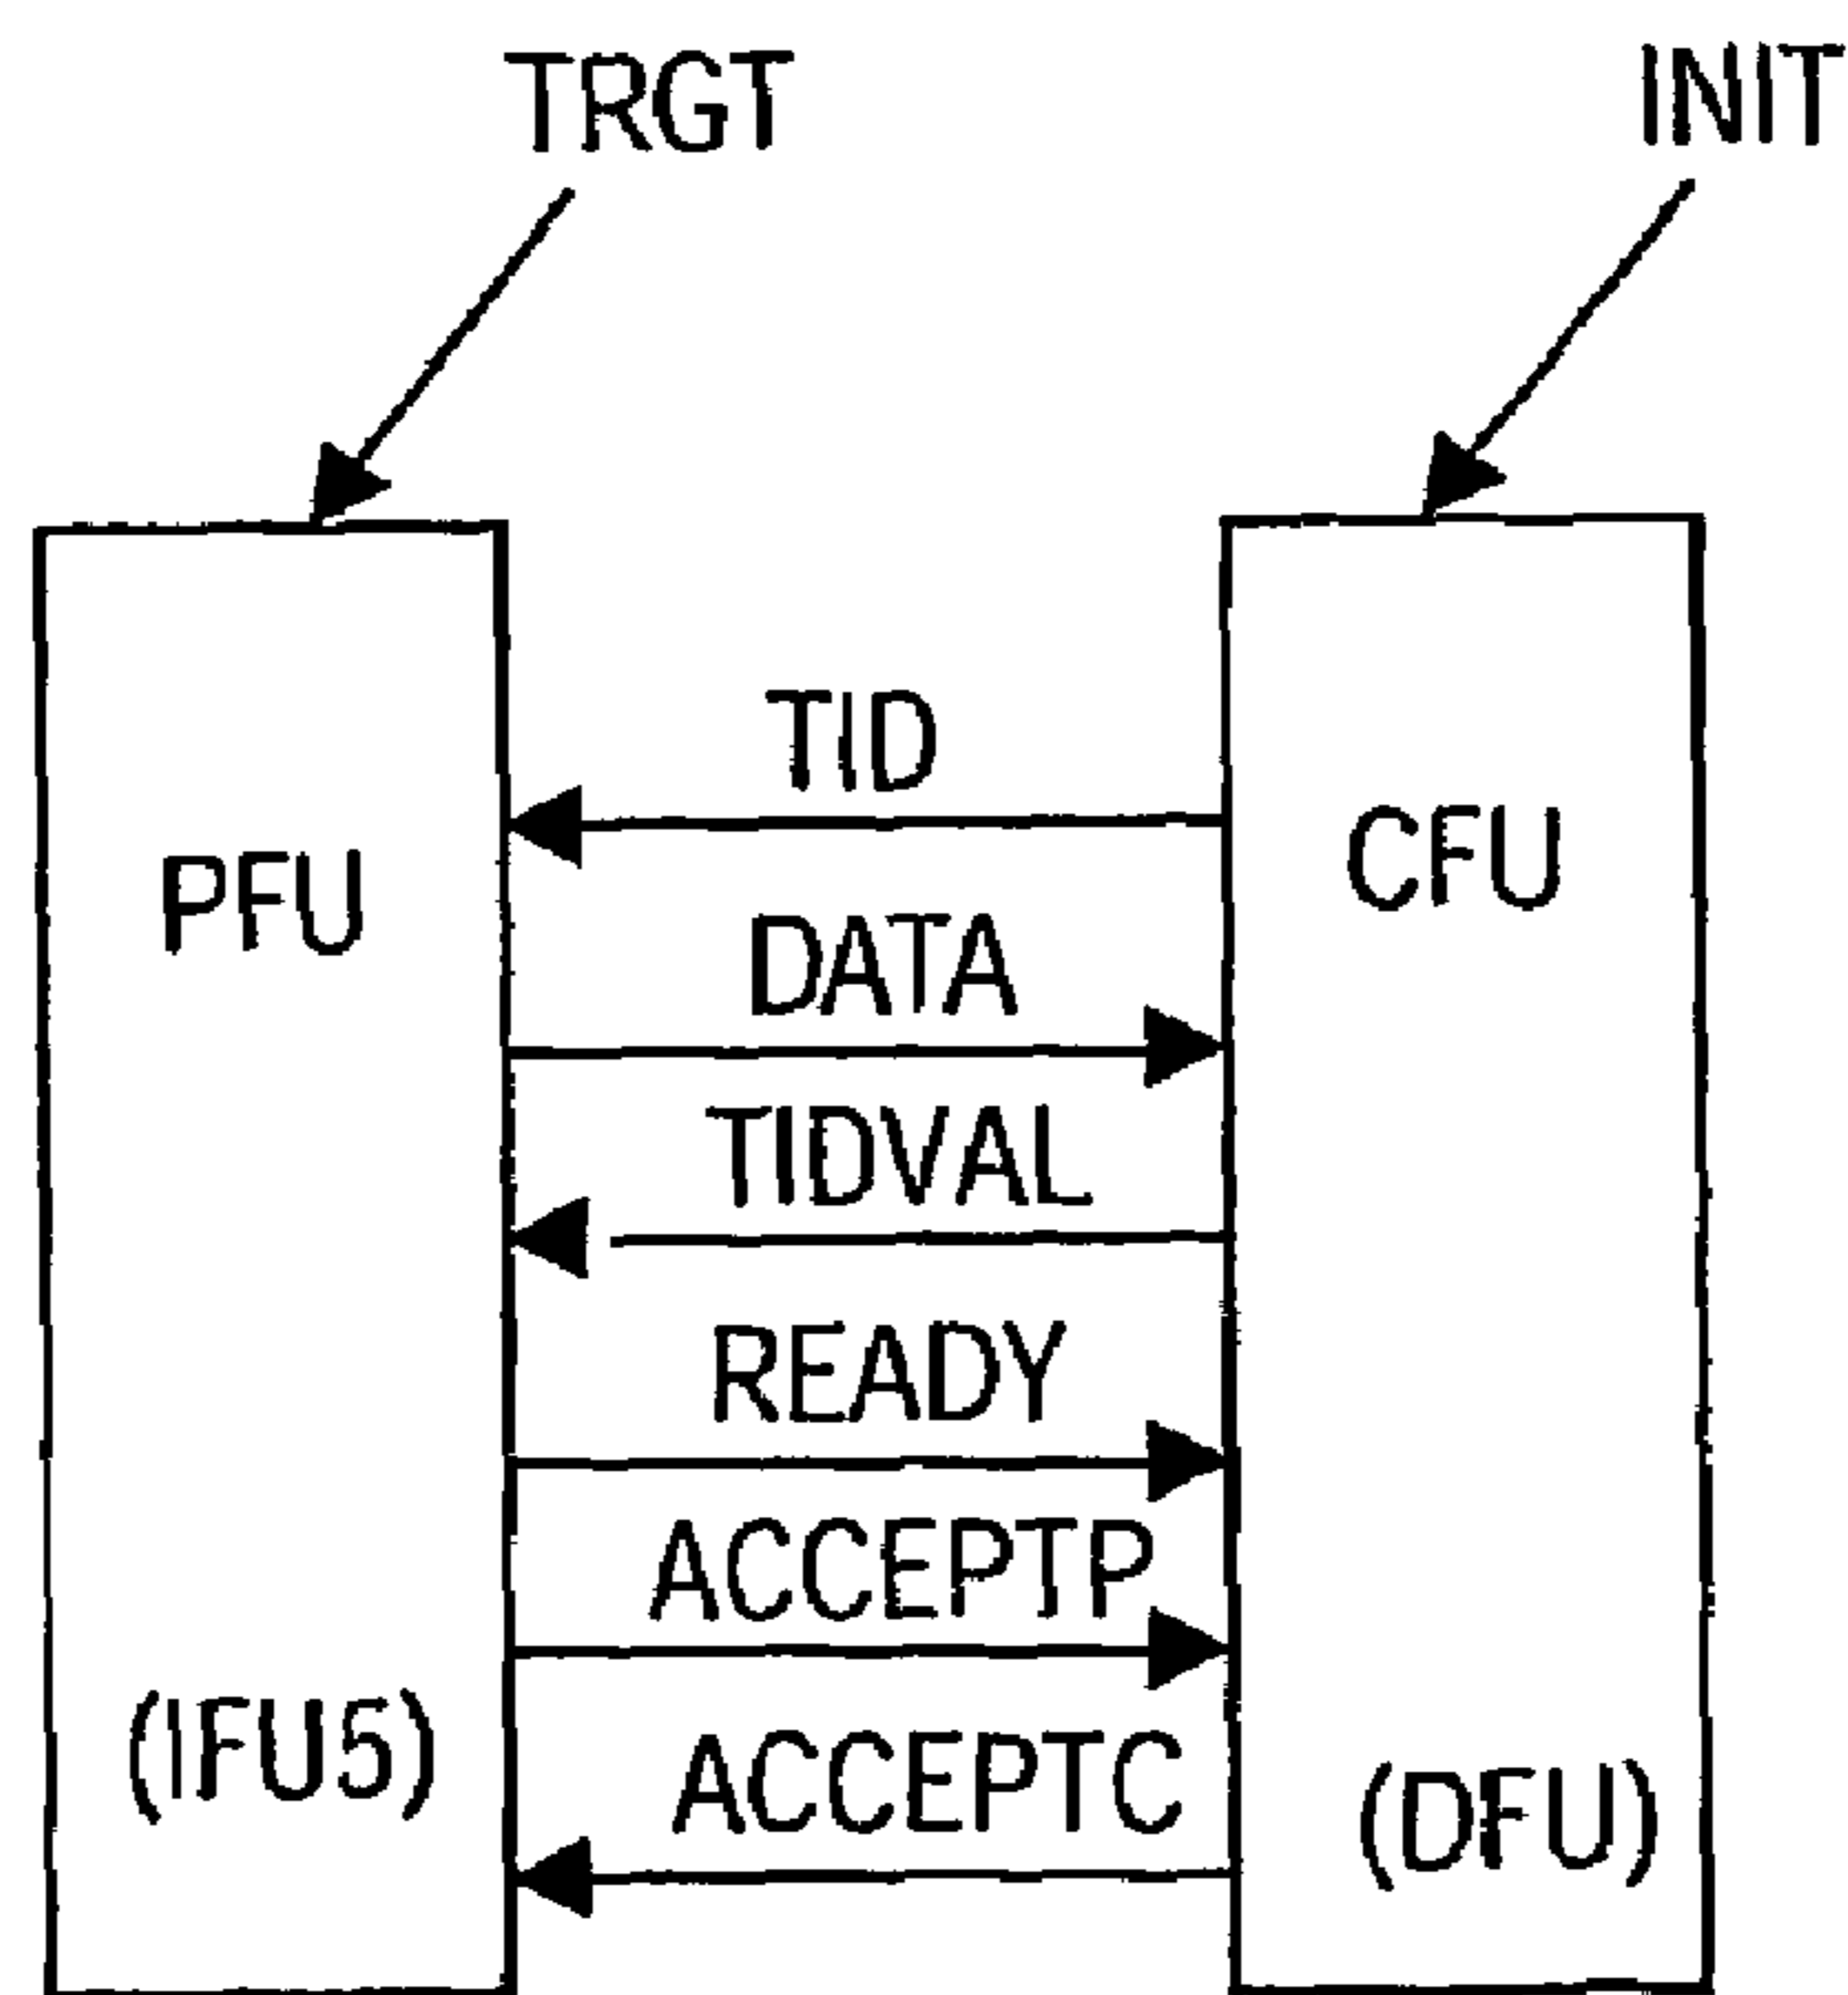 TRGT
INIT
TID
PFU
CFU
DATA
TIDVAL
READY
ACCEPTP
(IFU5)
ACCEPTC
(DFU)